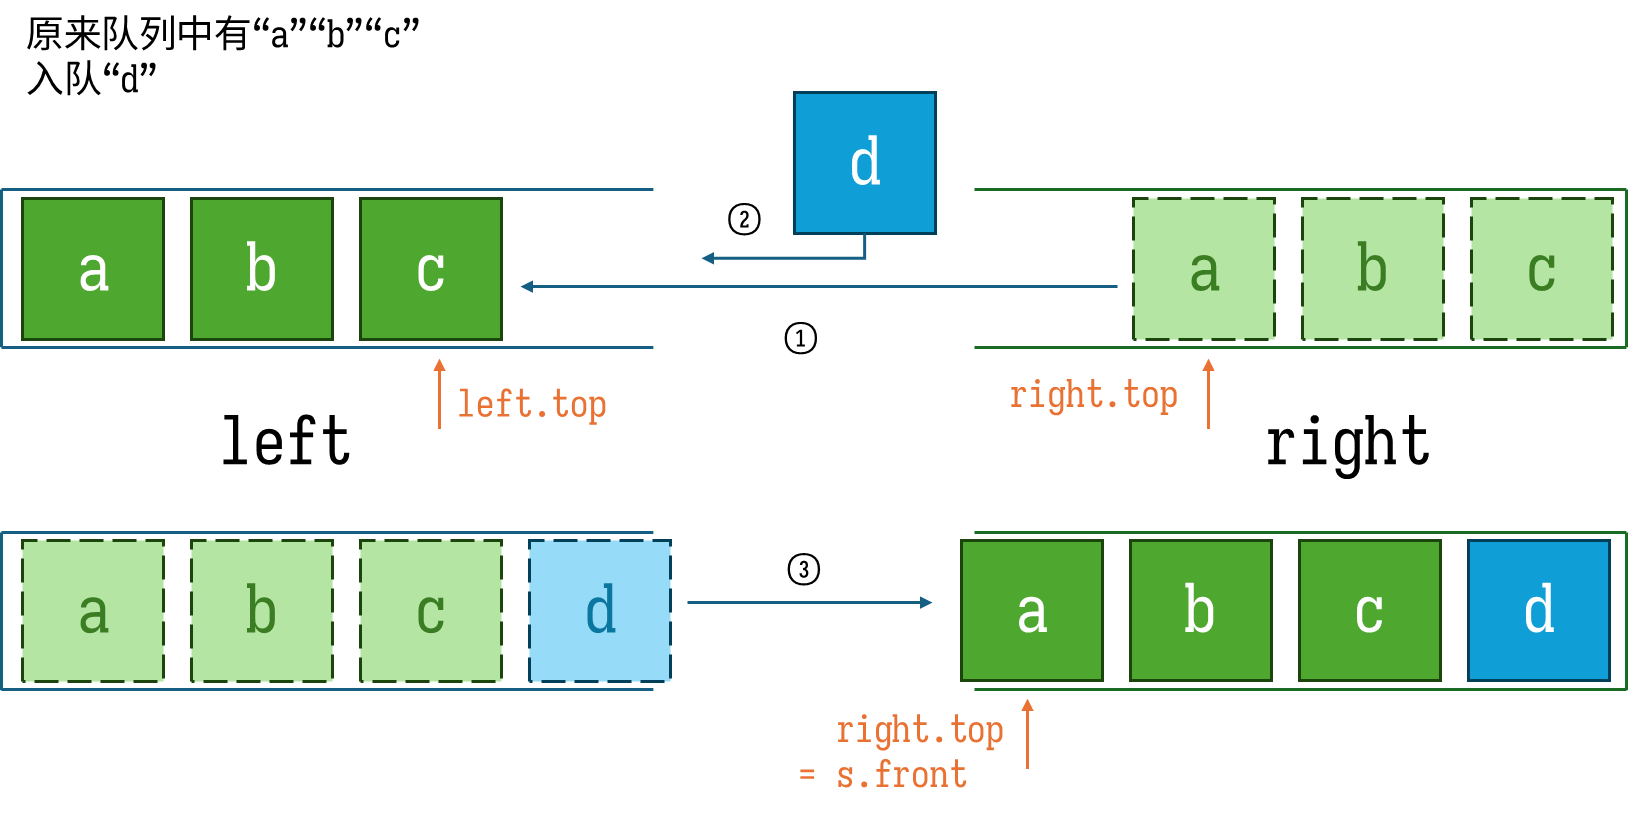 原来队列中有“a”“b”“c”
入队“d”
d
②
a b c
a b c
①
left.top
right.top
left
right
a b c d
③
a b c d
right.top
= s.front